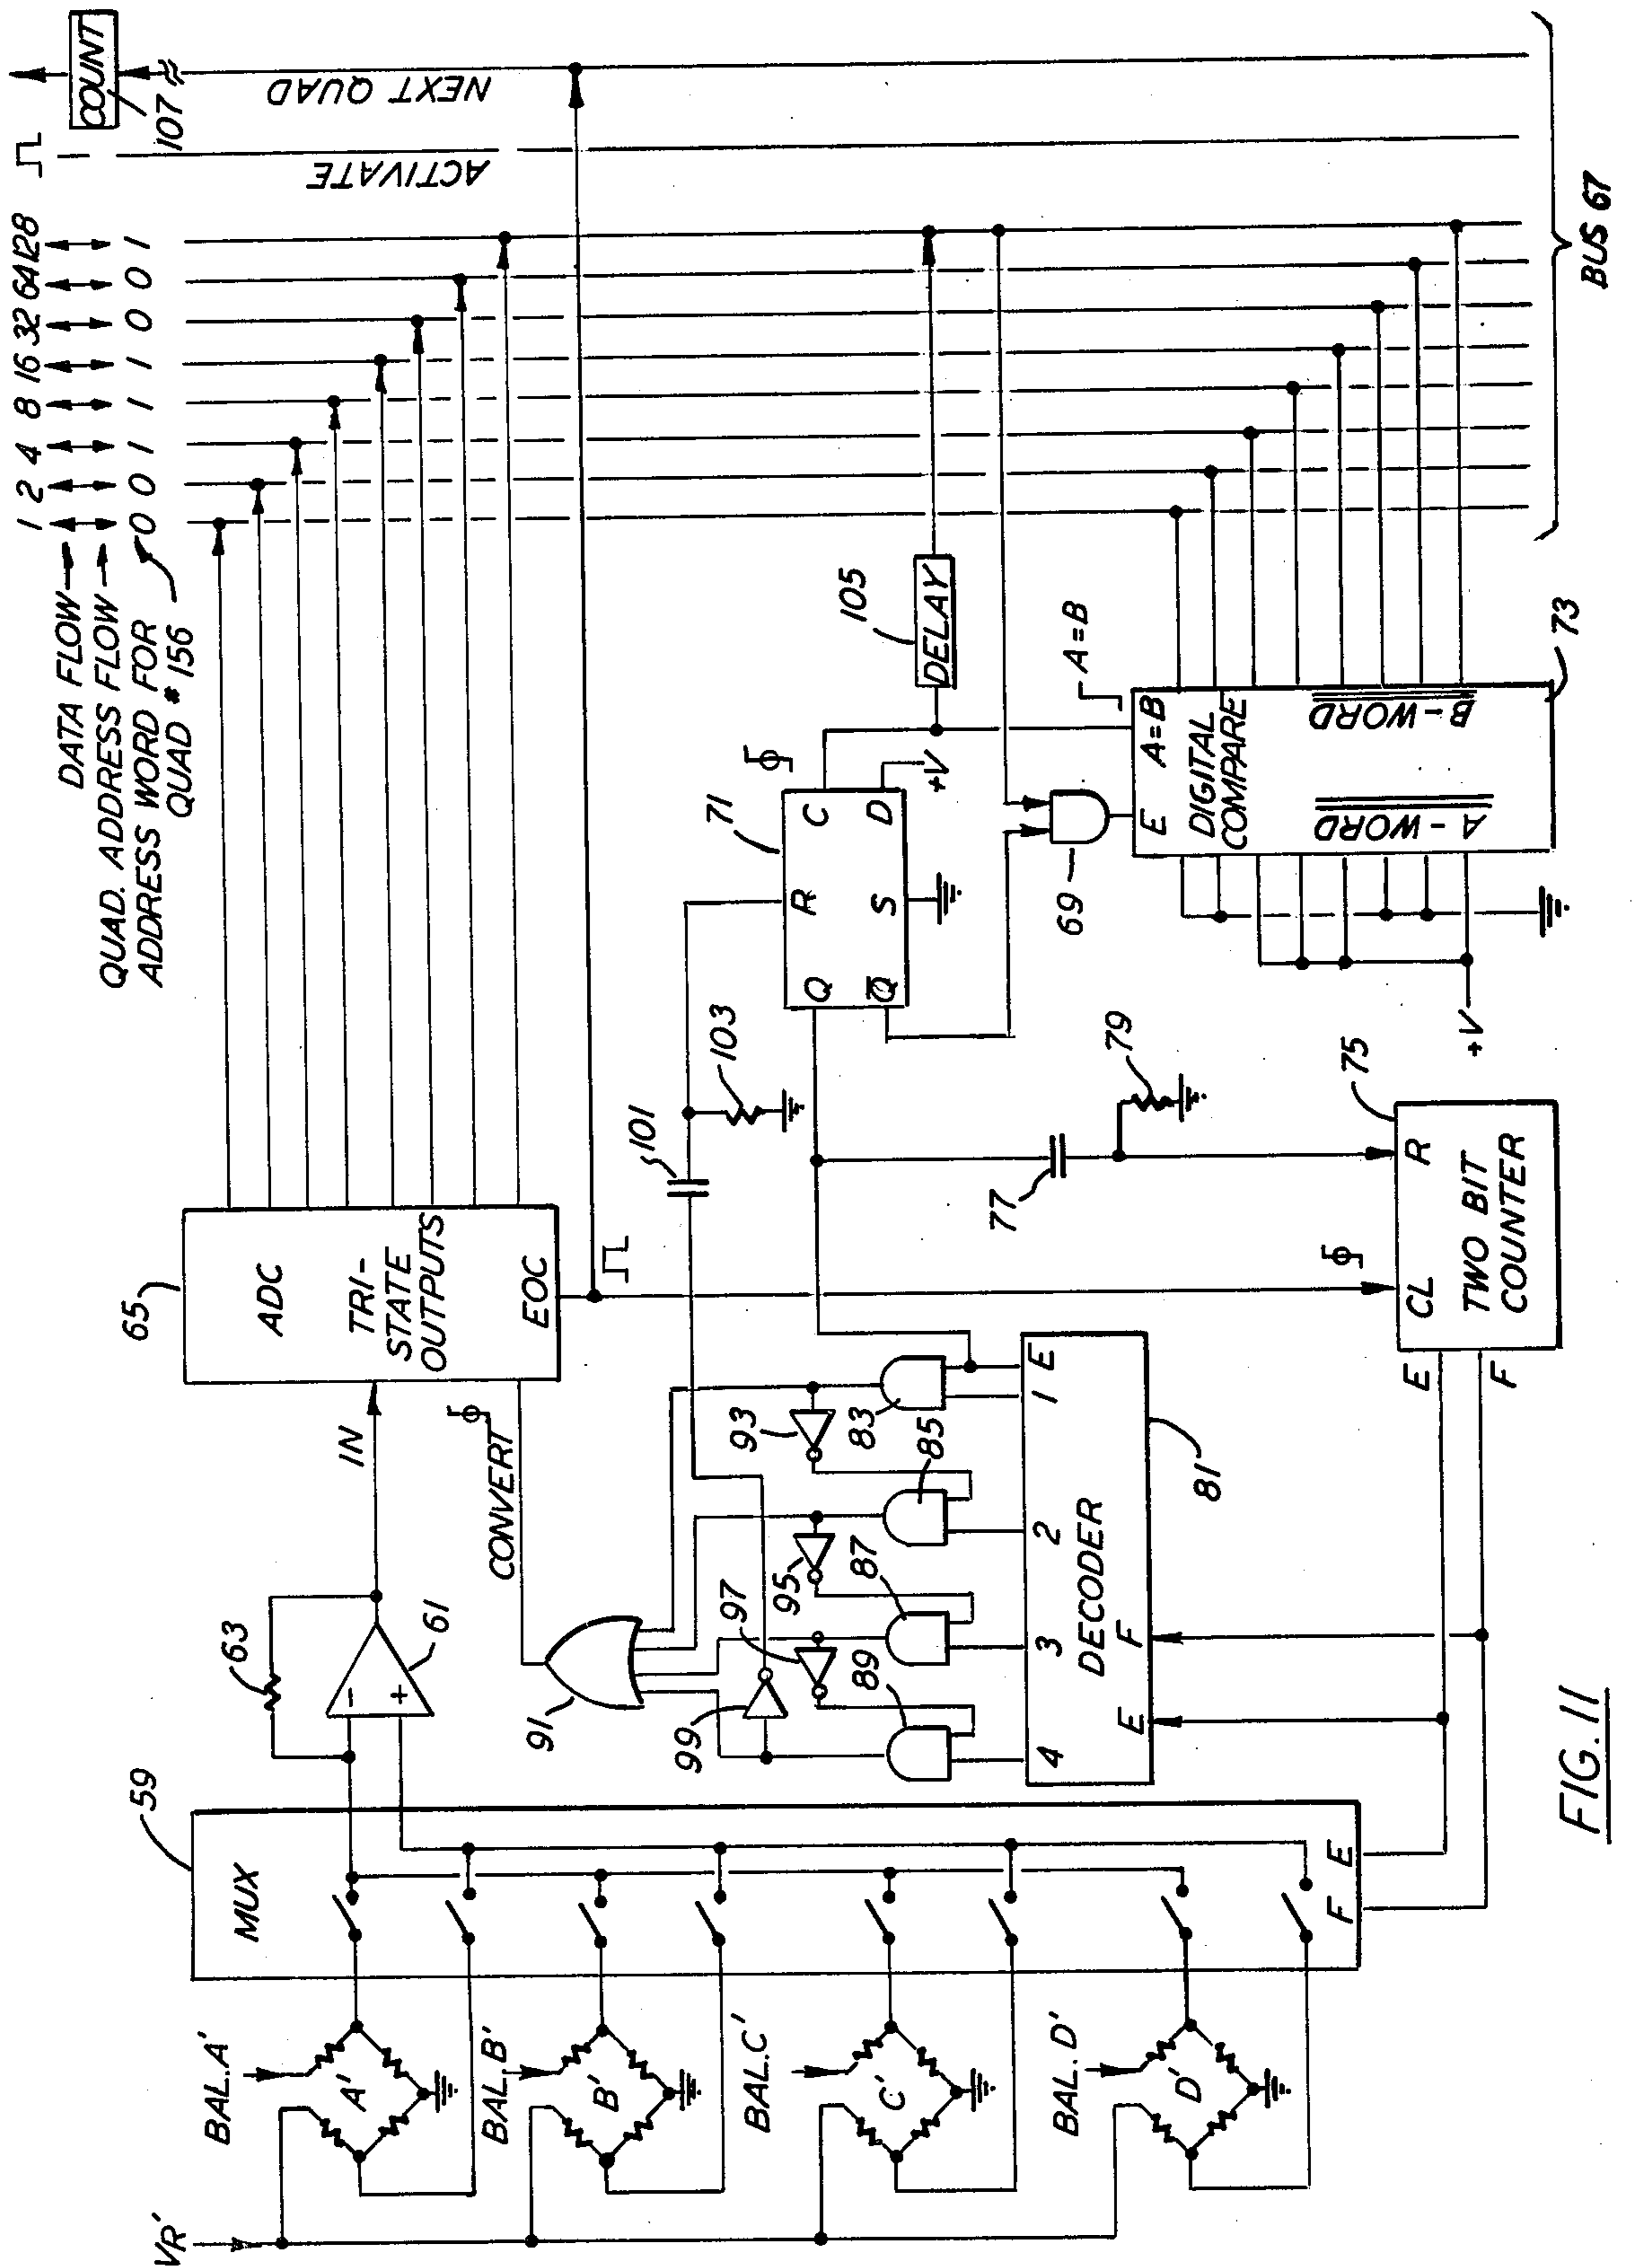 1 2 4 8 16 32 64 128
DATA FLOW
QUAD. ADDRESS FLOW
ADDRESS WORD FOR
QUAD # 156
0 0 1 1 1 0 0 1
ACTIVATE
NEXT QUAD
COUNT
107
BUS 67
65
ADC
TRI-
STATE
OUTPUTS
EOC
IN
CONVERT
63
61
-
+
59
MUX
F E
VR'
BAL.A'
A'
BAL.B'
B'
BAL.C'
C'
BAL.D'
D'
91
93
95
97
99
83
85
87
89
101
103
71
R
Q C
Q̅ S D
+V
105
DELAY
69
A=B
E A=B
DIGITAL
COMPARE
A-WORD
B-WORD
73
+V
77
79
75
CL R
TWO BIT
COUNTER
E
F
81
4 3 2 1 E
DECODER
E F
FIG. 11